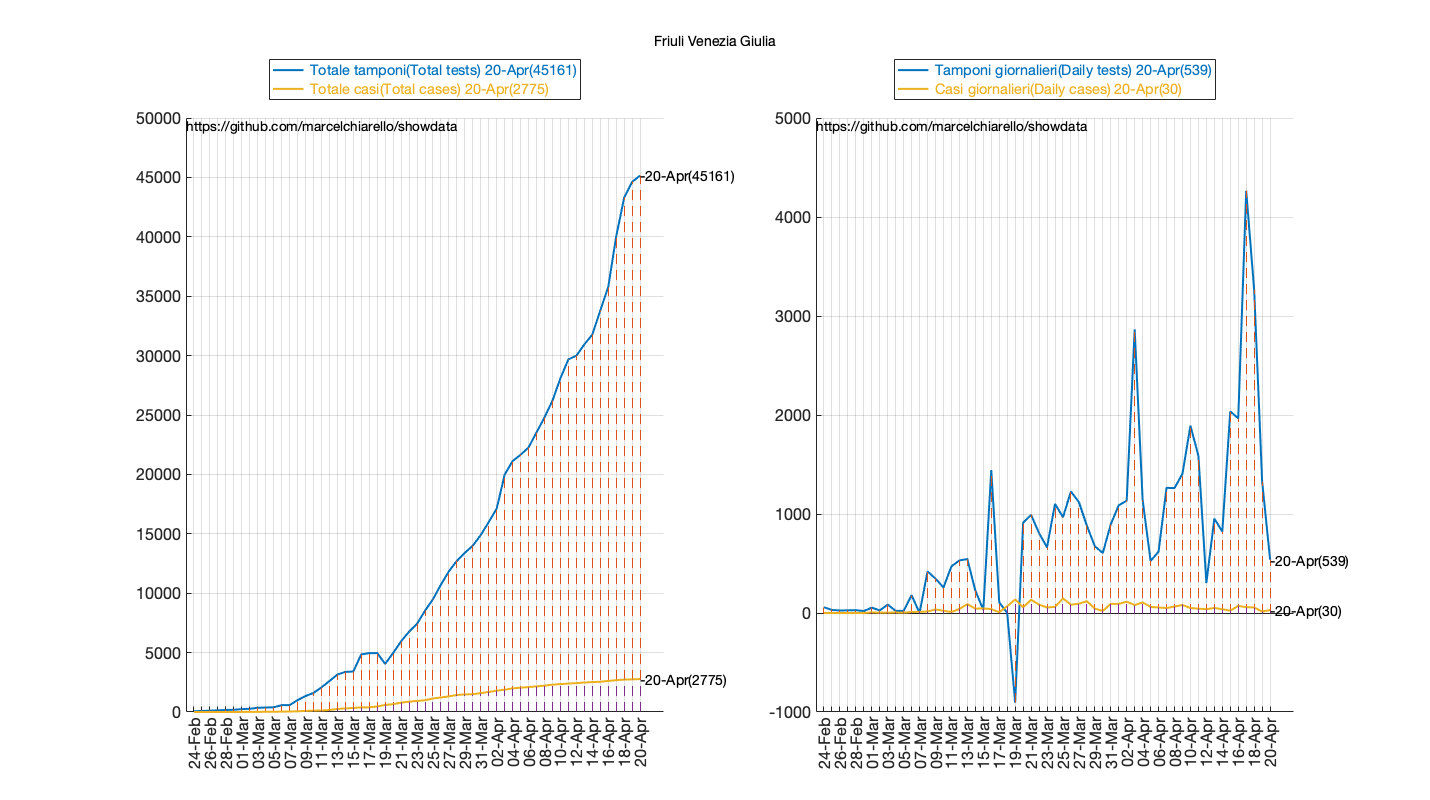 Friuli Venezia Giulia
Totale tamponi(Total tests) 20-Apr(45161)
Totale casi(Total cases) 20-Apr(2775)
https://github.com/marcelchiarello/showdata
50000
45000
40000
35000
30000
25000
20000
15000
10000
5000
0
-20-Apr(45161)
-20-Apr(2775)
24-Feb
26-Feb
28-Feb
01-Mar
03-Mar
05-Mar
07-Mar
09-Mar
11-Mar
13-Mar
15-Mar
17-Mar
19-Mar
21-Mar
23-Mar
25-Mar
27-Mar
29-Mar
31-Mar
02-Apr
04-Apr
06-Apr
08-Apr
10-Apr
12-Apr
14-Apr
16-Apr
18-Apr
20-Apr
Tamponi giornalieri(Daily tests) 20-Apr(539)
Casi giornalieri(Daily cases) 20-Apr(30)
https://github.com/marcelchiarello/showdata
5000
4000
3000
2000
1000
0
-1000
-20-Apr(539)
-20-Apr(30)
24-Feb
26-Feb
28-Feb
01-Mar
03-Mar
05-Mar
07-Mar
09-Mar
11-Mar
13-Mar
15-Mar
17-Mar
19-Mar
21-Mar
23-Mar
25-Mar
27-Mar
29-Mar
31-Mar
02-Apr
04-Apr
06-Apr
08-Apr
10-Apr
12-Apr
14-Apr
16-Apr
18-Apr
20-Apr